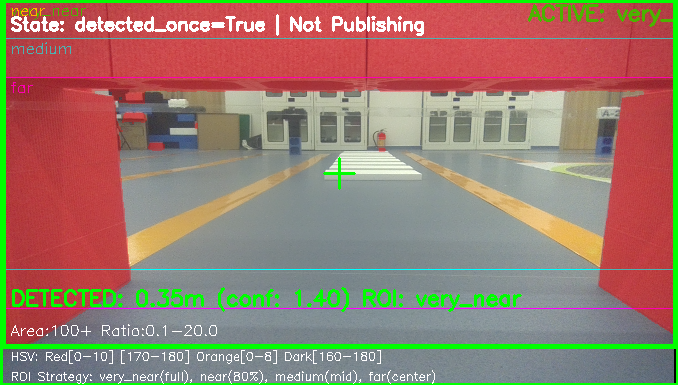 near near
State: detected_once=True | Not Publishing
ACTIVE: very_
medium
far
A-2
DETECTED: 0.35m (conf: 1.40) ROI: very_near
Area:100+ Ratio:0.1-20.0
HSV: Red[0-10] [170-180] Orange[0-8] Dark[160-180]
ROI Strategy: very_near(full), near(80%), medium(mid), far(center)